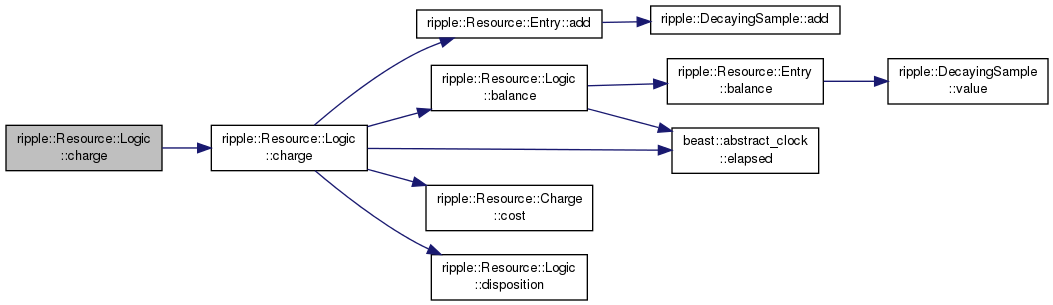 ripple::Resource::Logic
::charge
ripple::Resource::Logic
::charge
ripple::Resource::Entry::add
ripple::DecayingSample::add
ripple::Resource::Logic
::balance
ripple::Resource::Entry
::balance
ripple::DecayingSample
::value
beast::abstract_clock
::elapsed
ripple::Resource::Charge
::cost
ripple::Resource::Logic
::disposition